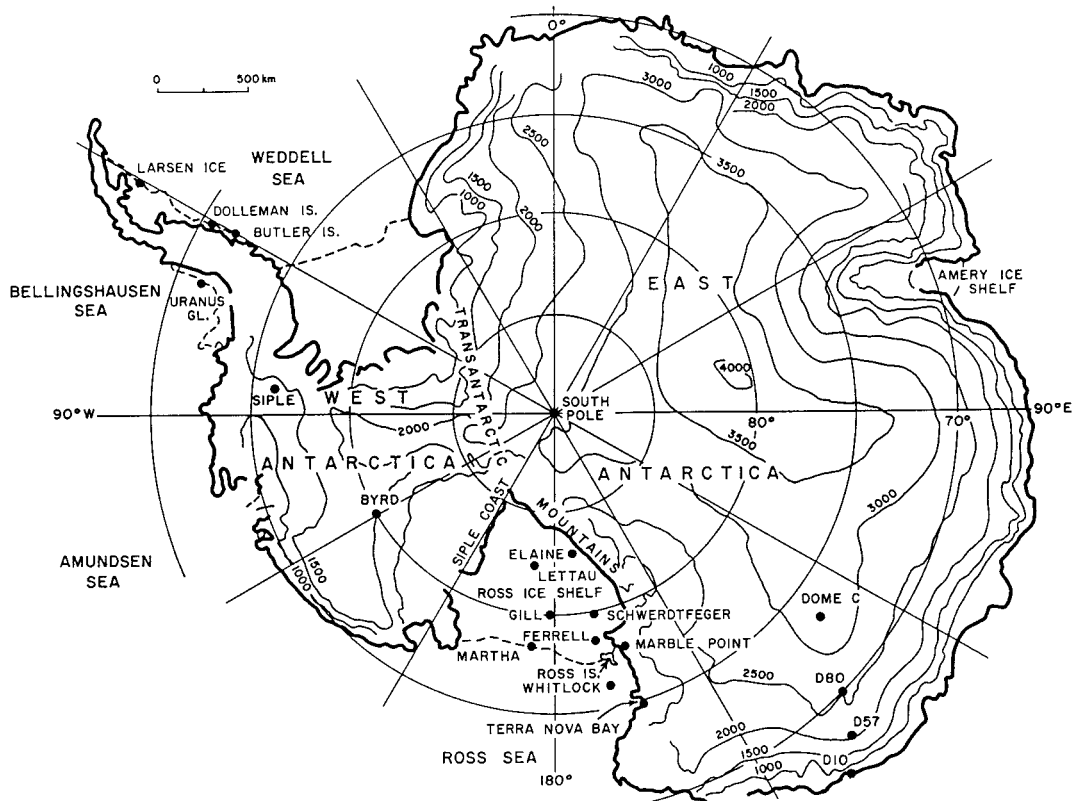 0°
0 500 km
1000
1500
2000
3000
2500
3500
LARSEN ICE
WEDDELL
SEA
1500
1000
2000
DOLLEMAN IS.
BUTLER IS.
EAST
AMERY ICE
SHELF
BELLINGSHAUSEN
SEA
URANUS
GL.
TRANSANTARCTIC
4000
SIPLE
WEST
SOUTH
POLE
90°W
2000
80°
70°
90°E
3500
ANTARCTICA
ANTARCTICA
BYRD
SIPLE COAST
MOUNTAINS
3000
AMUNDSEN
SEA
1500
1000
ELAINE
LETTAU
ROSS ICE SHELF
DOME C
GILL
SCHWERDTFEGER
FERRELL
MARBLE POINT
MARTHA
ROSS IS.
WHITLOCK
2500
D80
TERRA NOVA BAY
2000
D57
1500
ROSS SEA
1000
D10
180°